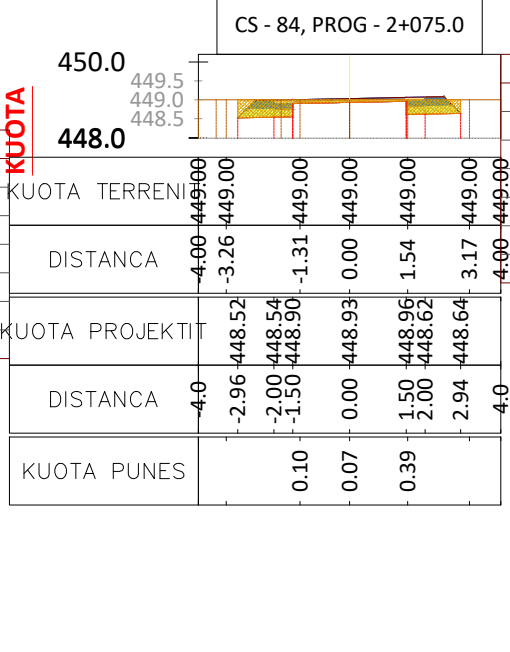 CS - 84, PROG - 2+075.0
450.0
449.5
449.0
448.5
448.0
KUOTA
KUOTA TERRENIT 449.00 449.00 449.00 449.00 449.00 449.00 449.00
DISTANCA -4.00 -3.26 -1.31 0.00 1.54 3.17 4.00
KUOTA PROJEKTIT 448.52 448.54 448.90 448.93 448.96 448.62 448.64
DISTANCA -4.0 -2.96 -2.00 -1.50 0.00 1.50 2.00 2.94 4.0
KUOTA PUNES 0.10 0.07 0.39